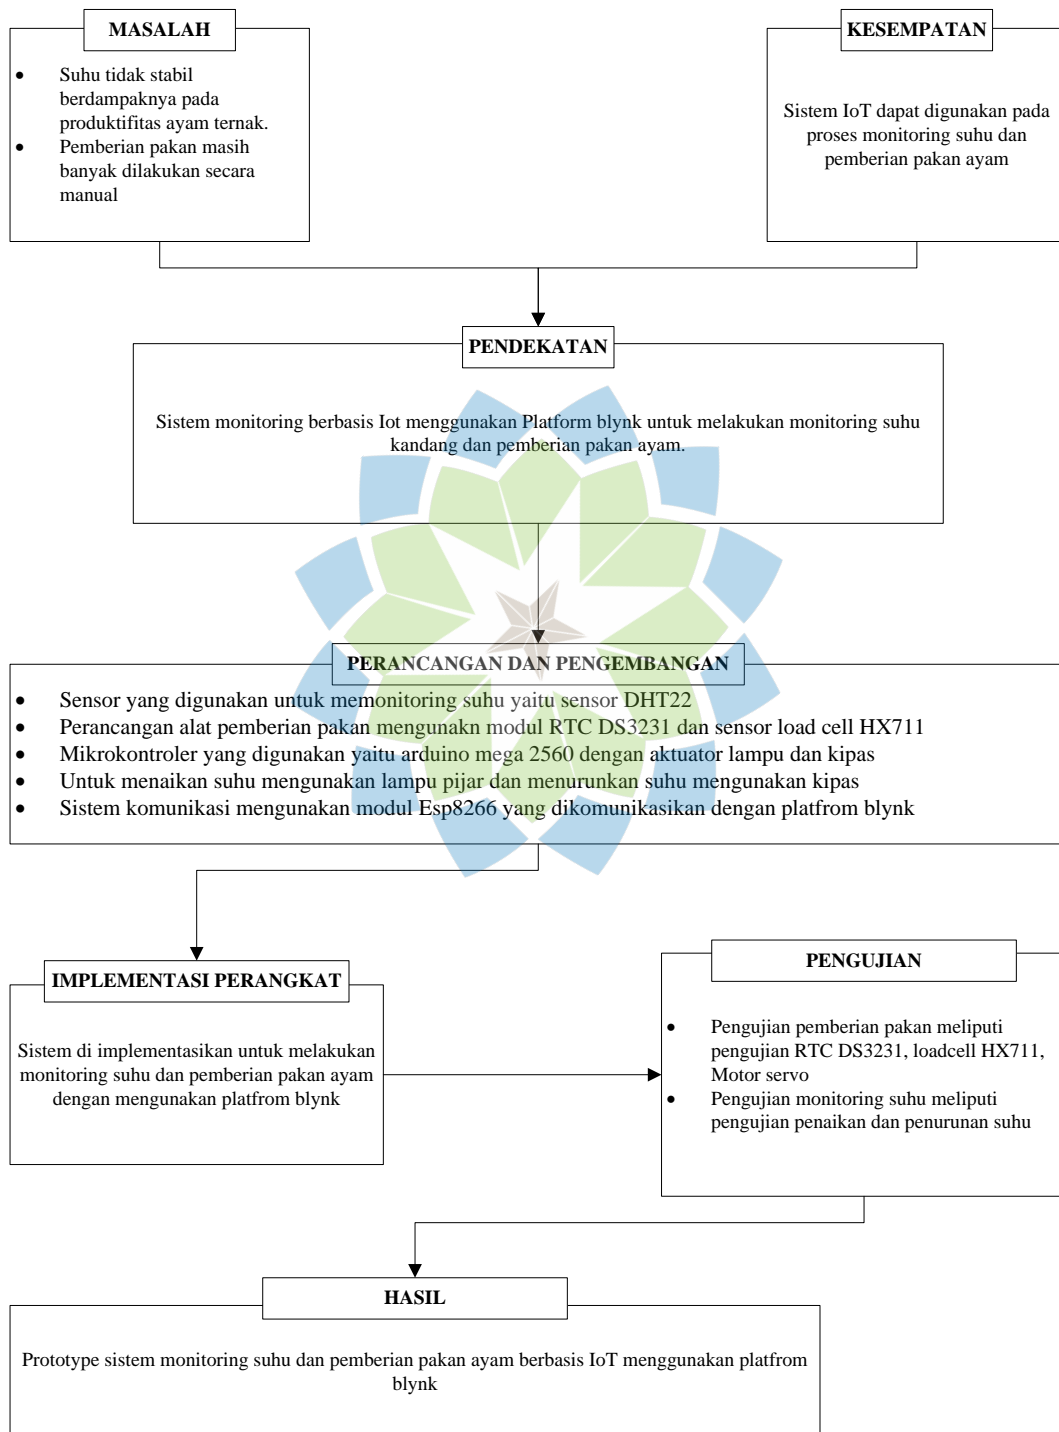 MASALAH
• Suhu tidak stabil
berdampaknya pada
produktifitas ayam ternak.
• Pemberian pakan masih
banyak dilakukan secara
manual
KESEMPATAN
Sistem IoT dapat digunakan pada
proses monitoring suhu dan
pemberian pakan ayam
PENDEKATAN
Sistem monitoring berbasis Iot menggunakan Platform blynk untuk melakukan monitoring suhu
kandang dan pemberian pakan ayam.
PERANCANGAN DAN PENGEMBANGAN
• Sensor yang digunakan untuk memonitoring suhu yaitu sensor DHT22
• Perancangan alat pemberian pakan mengunakn modul RTC DS3231 dan sensor load cell HX711
• Mikrokontroler yang digunakan yaitu arduino mega 2560 dengan aktuator lampu dan kipas
• Untuk menaikan suhu mengunakan lampu pijar dan menurunkan suhu mengunakan kipas
• Sistem komunikasi mengunakan modul Esp8266 yang dikomunikasikan dengan platfrom blynk
IMPLEMENTASI PERANGKAT
Sistem di implementasikan untuk melakukan
monitoring suhu dan pemberian pakan ayam
dengan mengunakan platfrom blynk
PENGUJIAN
• Pengujian pemberian pakan meliputi
pengujian RTC DS3231, loadcell HX711,
Motor servo
• Pengujian monitoring suhu meliputi
pengujian penaikan dan penurunan suhu
HASIL
Prototype sistem monitoring suhu dan pemberian pakan ayam berbasis IoT menggunakan platfrom
blynk